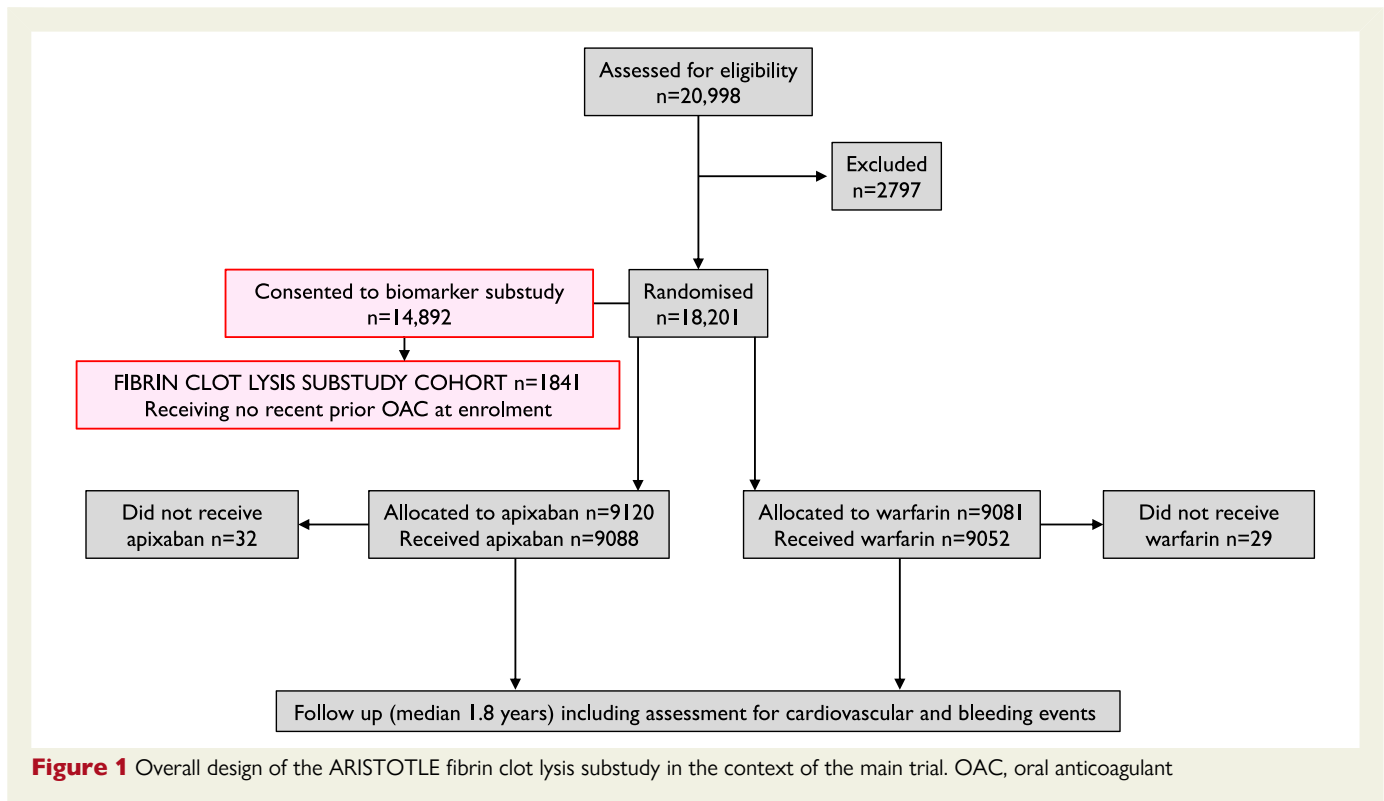 Assessed for eligibility
n=20,998
Excluded
n=2797
Consented to biomarker substudy
n=14,892
Randomised
n=18,201
FIBRIN CLOT LYSIS SUBSTUDY COHORT n=1841
Receiving no recent prior OAC at enrolment
Did not receive
apixaban n=32
Allocated to apixaban n=9120
Received apixaban n=9088
Allocated to warfarin n=9081
Received warfarin n=9052
Did not receive
warfarin n=29
Follow up (median 1.8 years) including assessment for cardiovascular and bleeding events
Figure 1 Overall design of the ARISTOTLE fibrin clot lysis substudy in the context of the main trial. OAC, oral anticoagulant